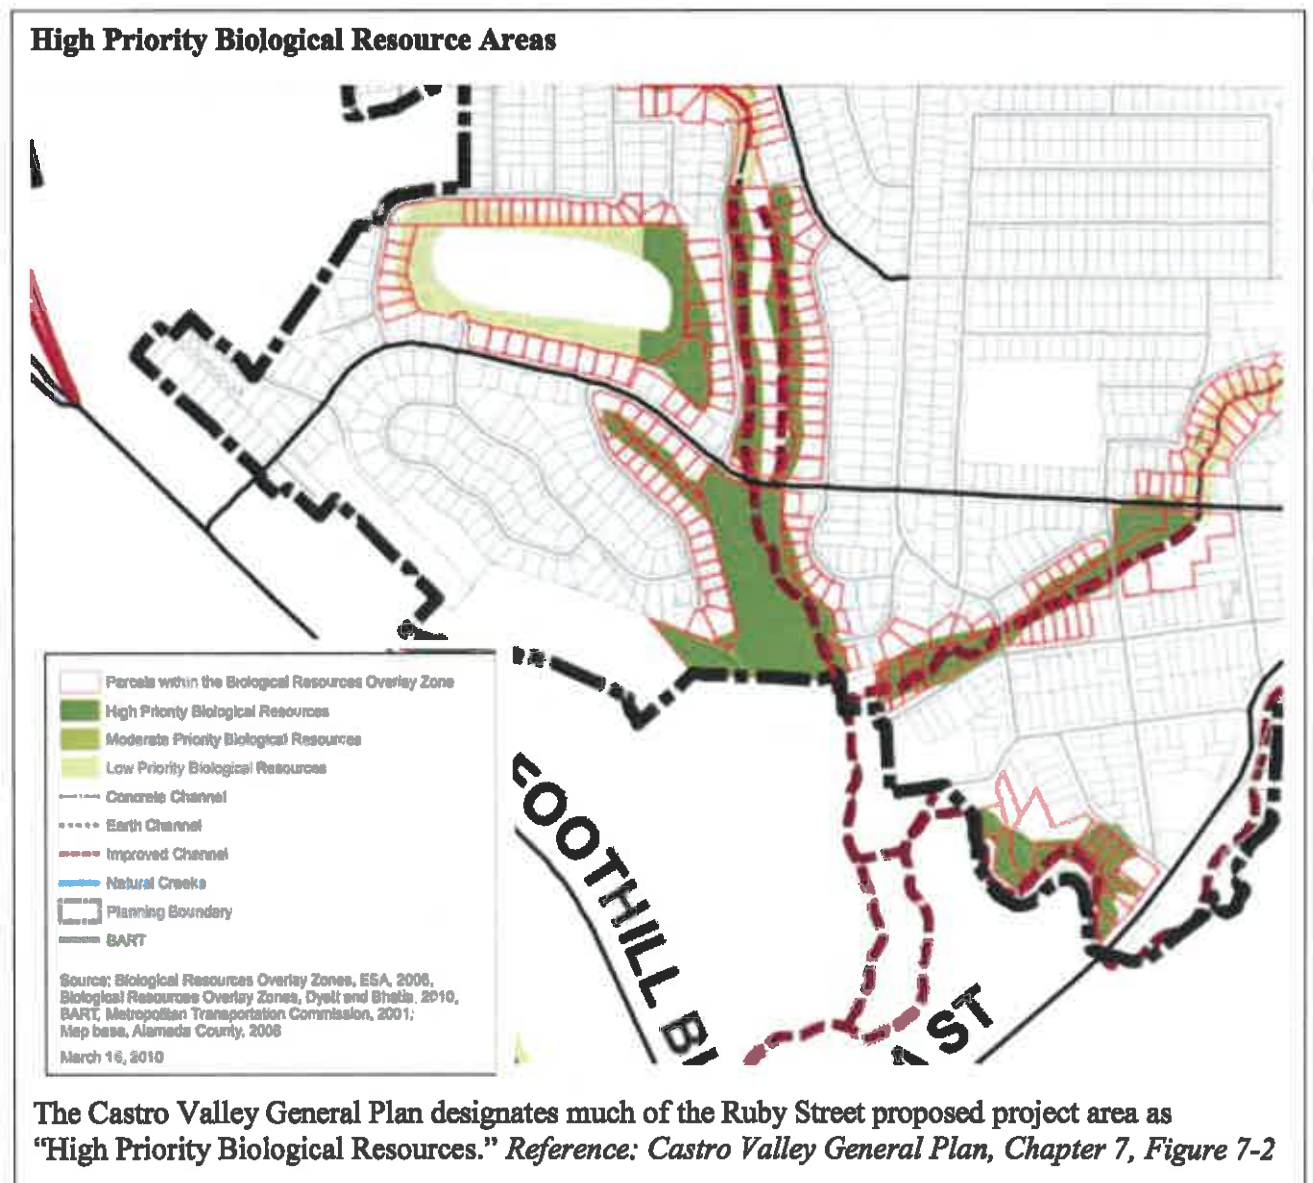 High Priority Biological Resource Areas
Parcels within the Biological Resources Overlay Zone
High Priority Biological Resources
Moderate Priority Biological Resources
Low Priority Biological Resources
Concrete Channel
Earth Channel
Improved Channel
Natural Creeks
Planning Boundary
BART
Source: Biological Resources Overlay Zones, ESA, 2006,
Biological Resources Overlay Zones, Dyett and Bhatia, 2010,
BART, Metropolitan Transportation Commission, 2001;
Map base, Alameda County, 2008
March 16, 2010
FOOTHILL BL
A ST
The Castro Valley General Plan designates much of the Ruby Street proposed project area as
“High Priority Biological Resources.” Reference: Castro Valley General Plan, Chapter 7, Figure 7-2